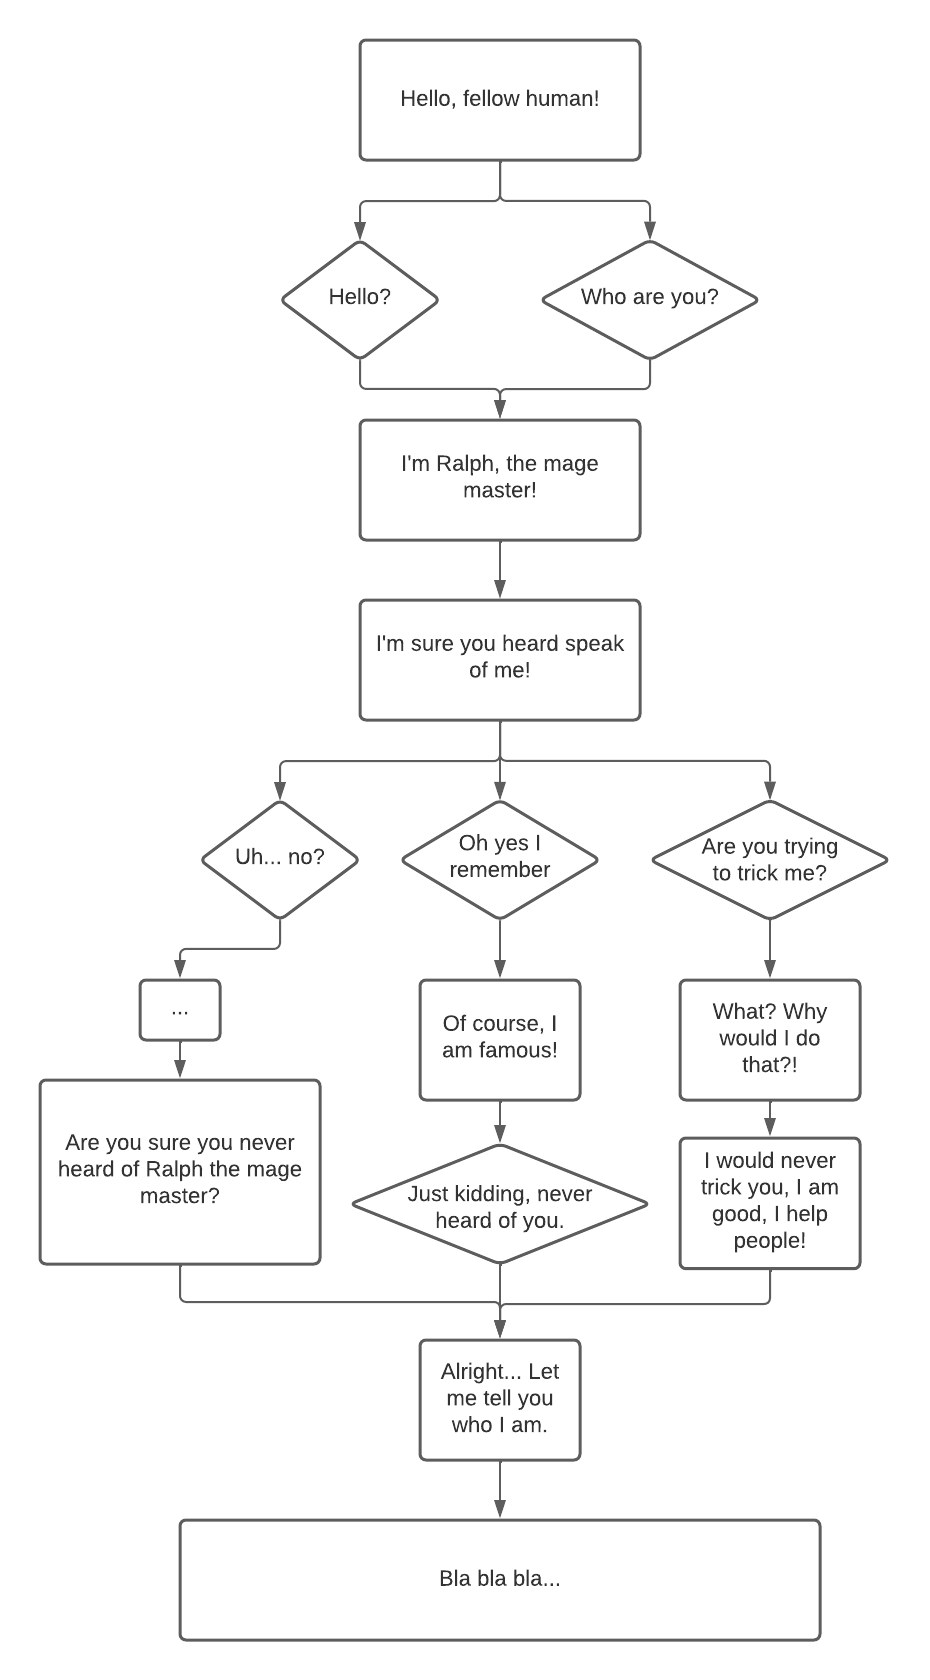 Hello, fellow human!
Hello?
Who are you?
I'm Ralph, the mage
master!
I'm sure you heard speak
of me!
Uh... no?
Oh yes I
remember
Are you trying
to trick me?
...
Of course, I
am famous!
What? Why
would I do
that?!
Are you sure you never
heard of Ralph the mage
master?
Just kidding, never
heard of you.
I would never
trick you, I am
good, I help
people!
Alright... Let
me tell you
who I am.
Bla bla bla...